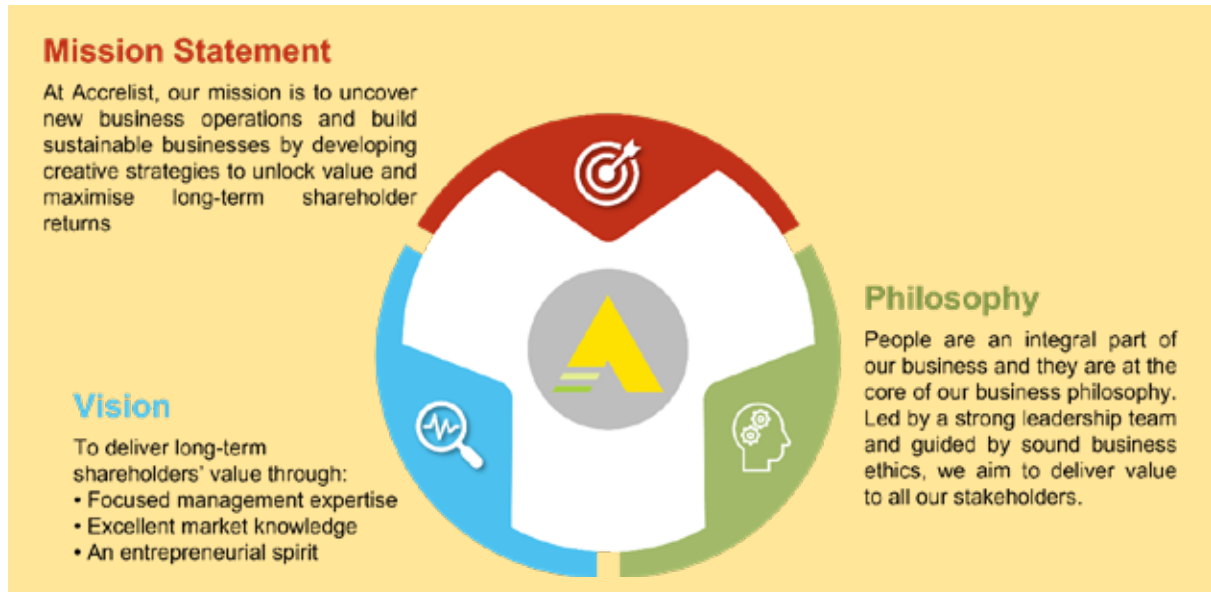 Mission Statement
At Accrelist, our mission is to uncover
new business operations and build
sustainable businesses by developing
creative strategies to unlock value and
maximise long-term shareholder
returns
Vision
To deliver long-term
shareholders' value through:
• Focused management expertise
• Excellent market knowledge
• An entrepreneurial spirit
Philosophy
People are an integral part of
our business and they are at the
core of our business philosophy.
Led by a strong leadership team
and guided by sound business
ethics, we aim to deliver value
to all our stakeholders.